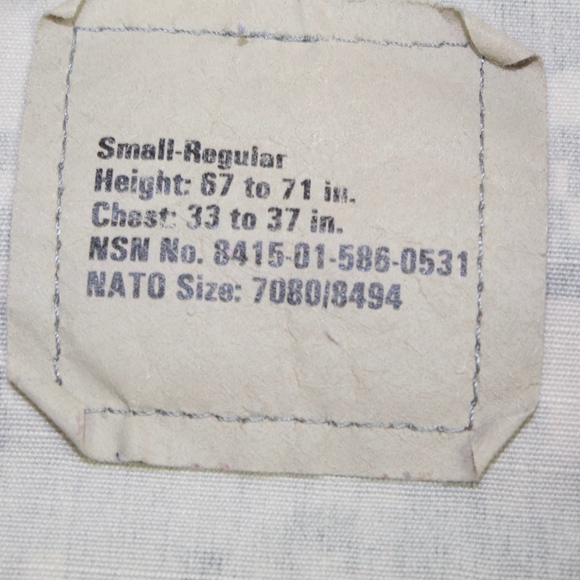 Small-Regular
Height: 67 to 71 in.
Chest: 33 to 37 in.
NSN No. 8415-01-586-0531
NATO Size: 7080/8494